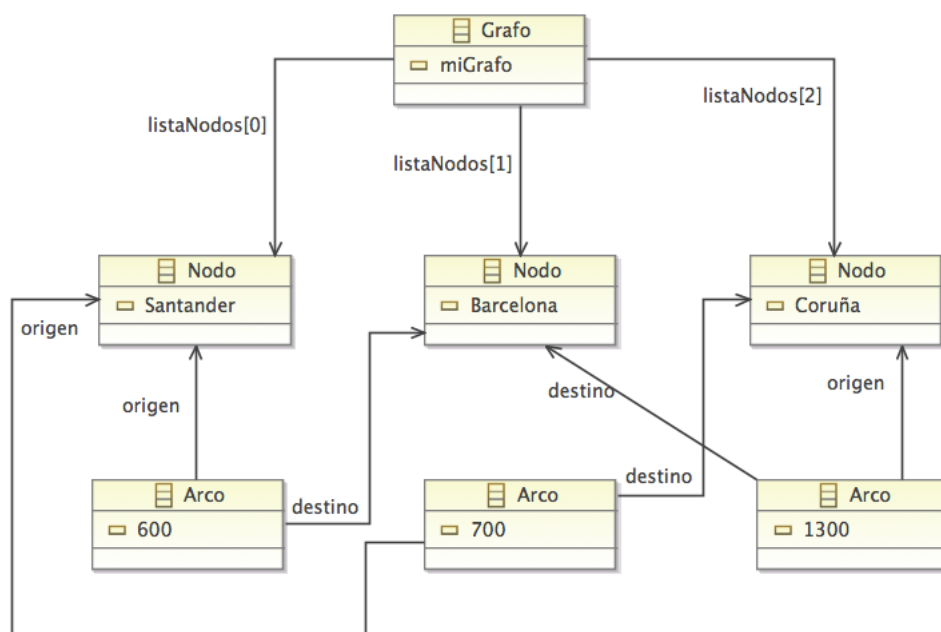 Grafo
miGrafo
listaNodos[0]
listaNodos[1]
listaNodos[2]
Nodo
Santander
Nodo
Barcelona
Nodo
Coruña
origen
origen
destino
origen
destino
destino
Arco
600
Arco
700
Arco
1300